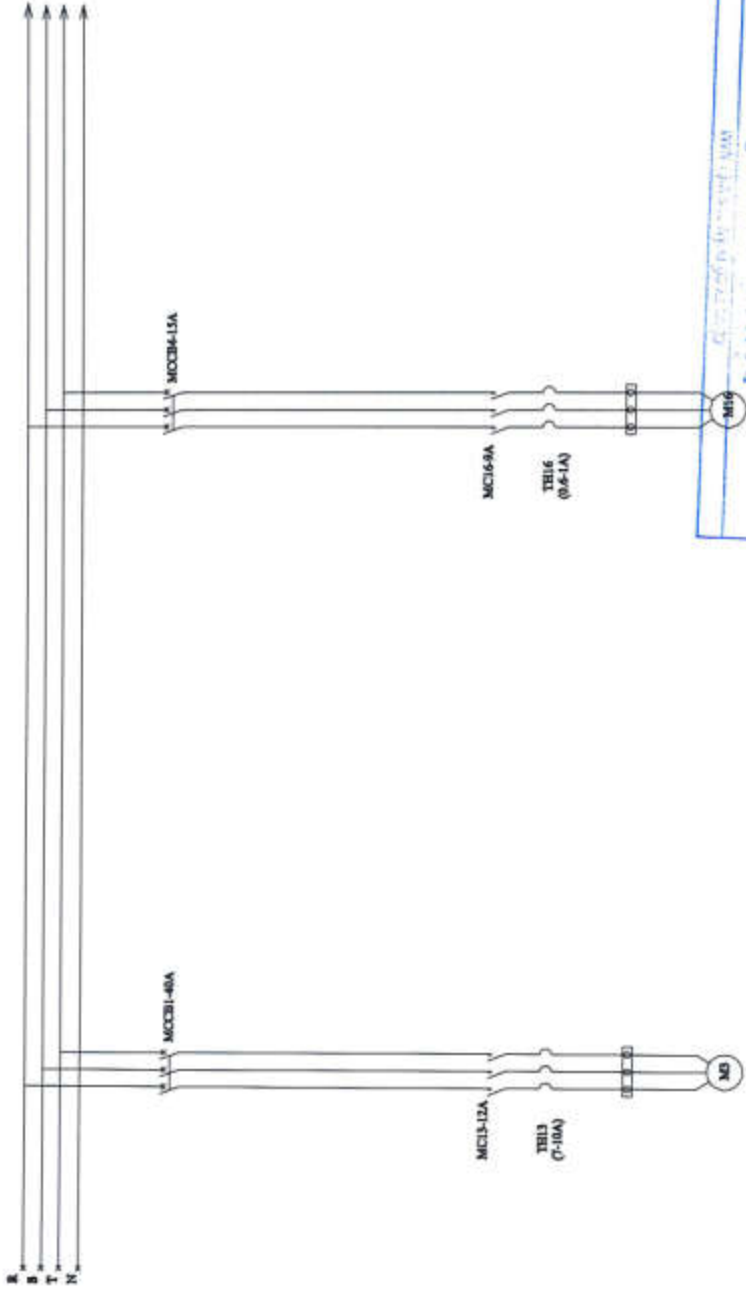 R
S
T
N
MCCB1-40A
MC13-12A
TH13
(7-10A)
M3
MCCB4-15A
MC16-9A
TH16
(0.6-1A)
M16